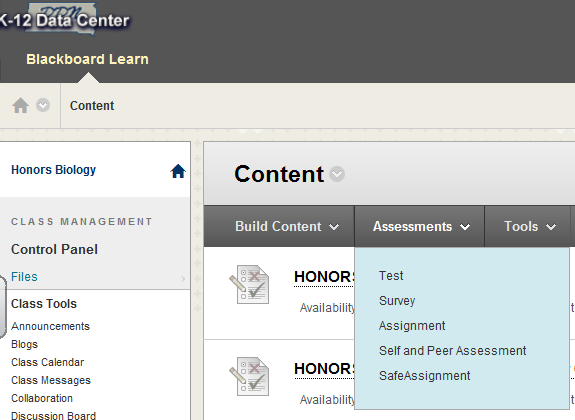 K-12 Data Center
Blackboard Learn
Content
Honors Biology
CLASS MANAGEMENT
Control Panel
Files
Class Tools
Announcements
Blogs
Class Calendar
Class Messages
Collaboration
Discussion Board
Content
Build Content
Assessments
Tools
Test
Survey
Assignment
Self and Peer Assessment
SafeAssignment
HONORS
Availability
HONORS
Availability